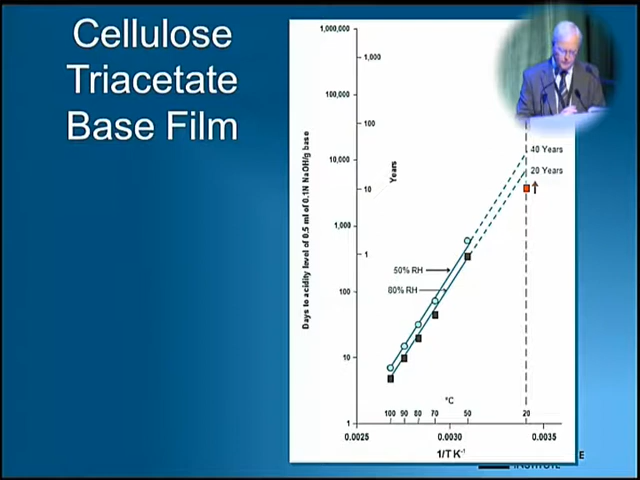 Cellulose
Triacetate
Base Film
Days to acidity level of 0.5 ml of 0.1N NaOH/g base
1,000,000
100,000
10,000
1,000
100
10
1
Years
1,000
100
10
1
40 Years
20 Years
50% RH
80% RH
°C
100 90 80 70 50 20
0.0025 0.0030 0.0035
1/T K⁻¹
INSTITUTE